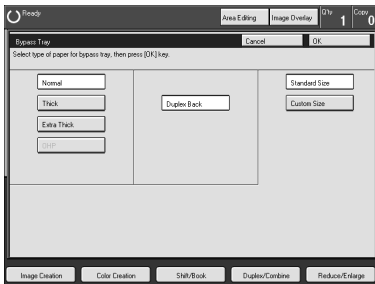 Ready
Area Editing
Image Overlay
Q'ty
1
Copy
0
Bypass Tray
Cancel
OK
Select type of paper for bypass tray, then press [OK] key.
Normal
Standard Size
Thick
Duplex Back
Custom Size
Extra Thick
OHP
Image Creation
Color Creation
Shift/Book
Duplex/Combine
Reduce/Enlarge